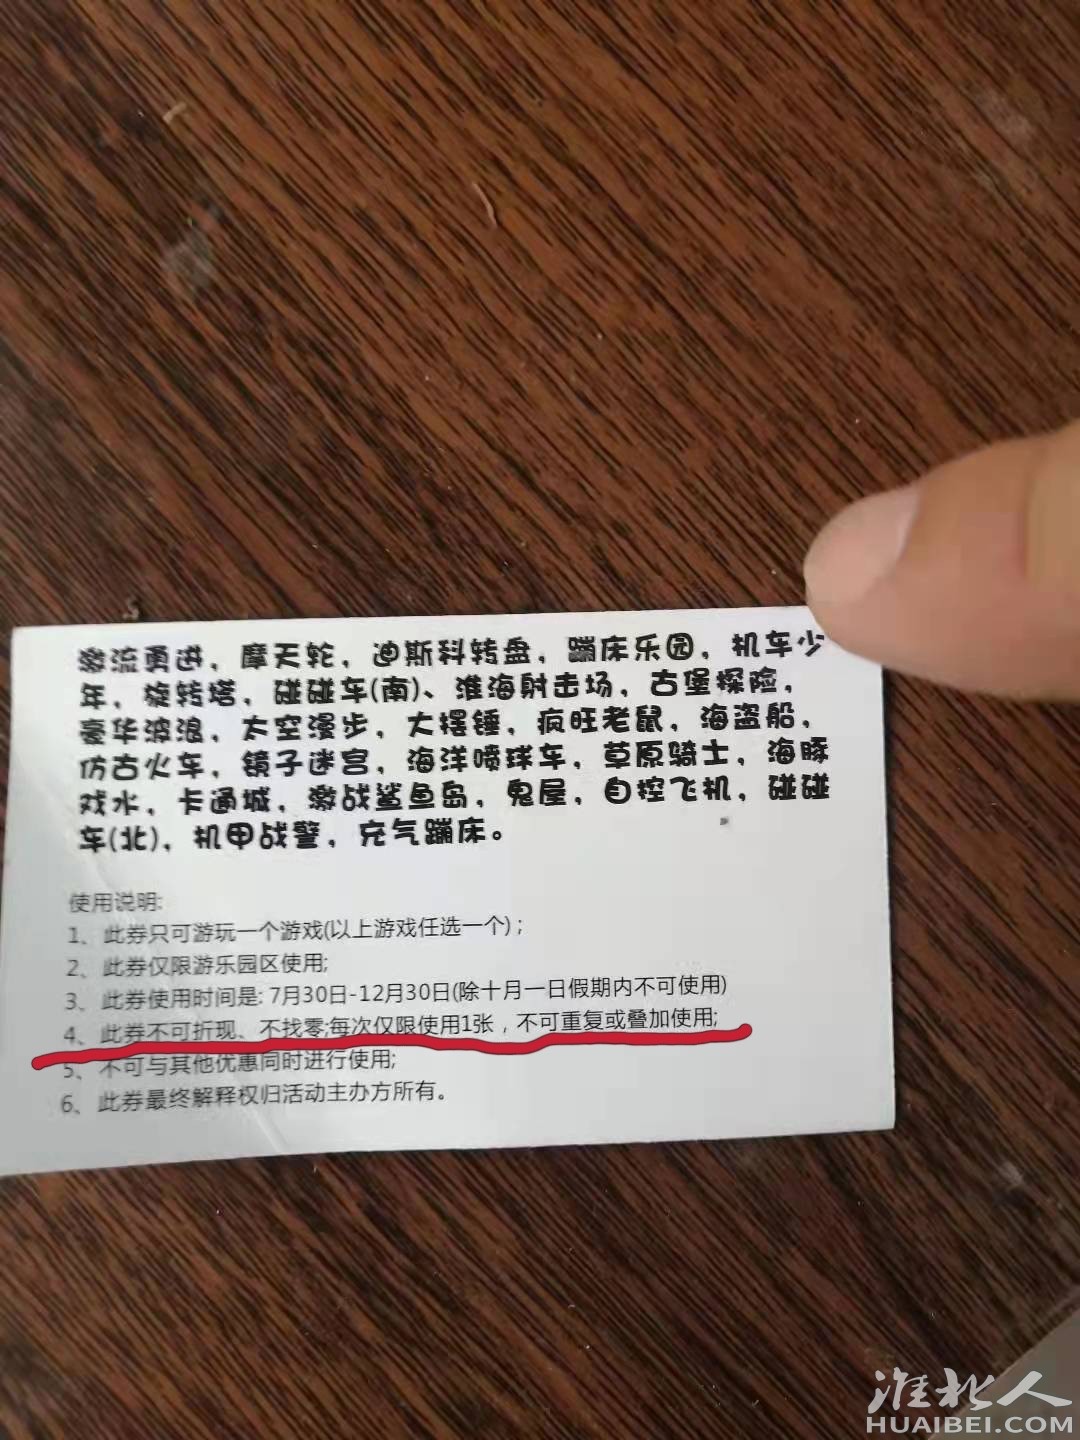 激流勇进，摩天轮，迪斯科转盘，蹦床乐园，机车少
年，旋转塔，碰碰车(南)、淮海射击场，古堡探险，
豪华波浪，太空漫步，大摆锤，疯旺老鼠，海盗船，
仿古火车，镜子迷宫，海洋喷球车，草原骑士，海豚
戏水，卡通城，激战鲨鱼岛，鬼屋，自控飞机，碰碰
车(北)，机甲战警，充气蹦床。
使用说明:
1、此券只可游玩一个游戏(以上游戏任选一个)；
2、此券仅限游乐园区使用;
3、此券使用时间是: 7月30日-12月30日(除十月一日假期内不可使用)
4、此券不可折现、不找零;每次仅限使用1张，不可重复或叠加使用;
5、不可与其他优惠同时进行使用;
6、此券最终解释权归活动主办方所有。
淮北人
HUAIBEI.COM